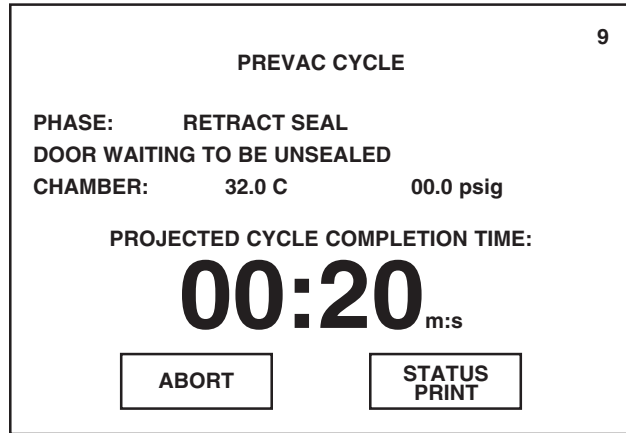 9
PREVAC CYCLE
PHASE: RETRACT SEAL
DOOR WAITING TO BE UNSEALED
CHAMBER: 32.0 C 00.0 psig
PROJECTED CYCLE COMPLETION TIME:
00:20 m:s
ABORT
STATUS
PRINT